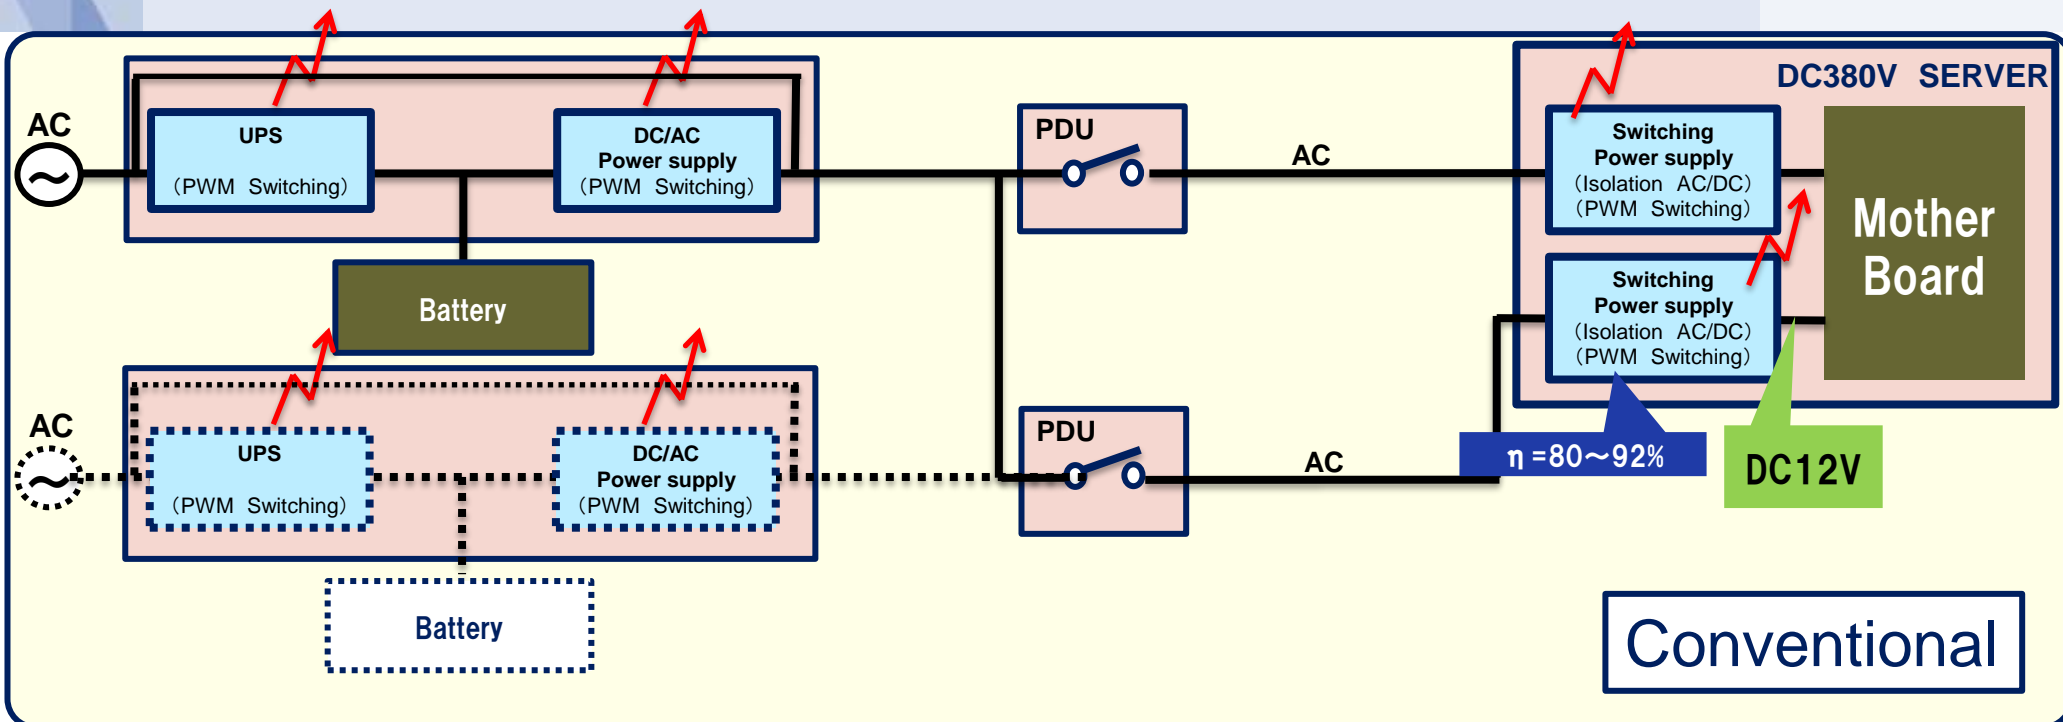 DC380V SERVER
AC
UPS
（PWM Switching）
DC/AC
Power supply
（PWM Switching）
PDU
AC
Switching
Power supply
（Isolation AC/DC）
（PWM Switching）
Mother
Board
Battery
Switching
Power supply
（Isolation AC/DC）
（PWM Switching）
AC
UPS
（PWM Switching）
DC/AC
Power supply
（PWM Switching）
PDU
AC
η=80～92%
DC12V
Battery
Conventional